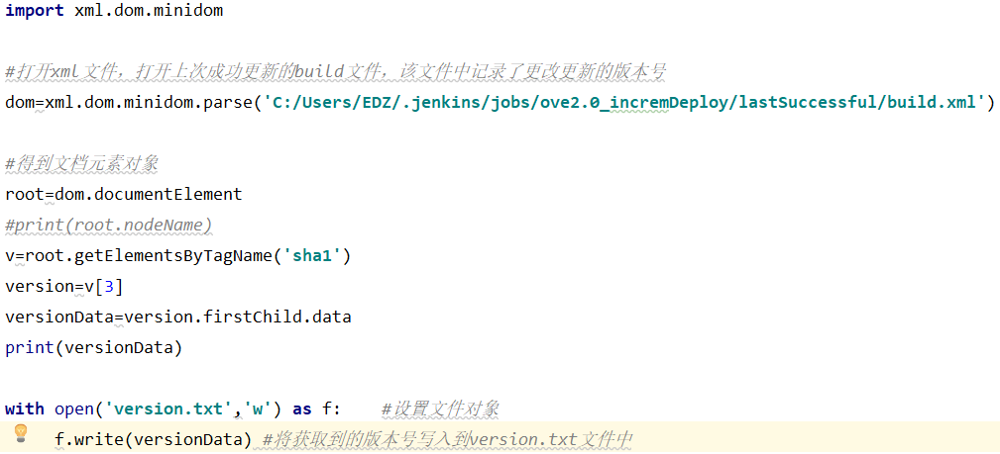 import xml.dom.minidom
#打开xml文件，打开上次成功更新的build文件，该文件中记录了更改更新的版本号
dom=xml.dom.minidom.parse('C:/Users/EDZ/.jenkins/jobs/ove2.0_incremDeploy/lastSuccessful/build.xml')
#得到文档元素对象
root=dom.documentElement
#print(root.nodeName)
v=root.getElementsByTagName('sha1')
version=v[3]
versionData=version.firstChild.data
print(versionData)
with open('version.txt','w') as f:    #设置文件对象
    f.write(versionData) #将获取到的版本号写入到version.txt文件中